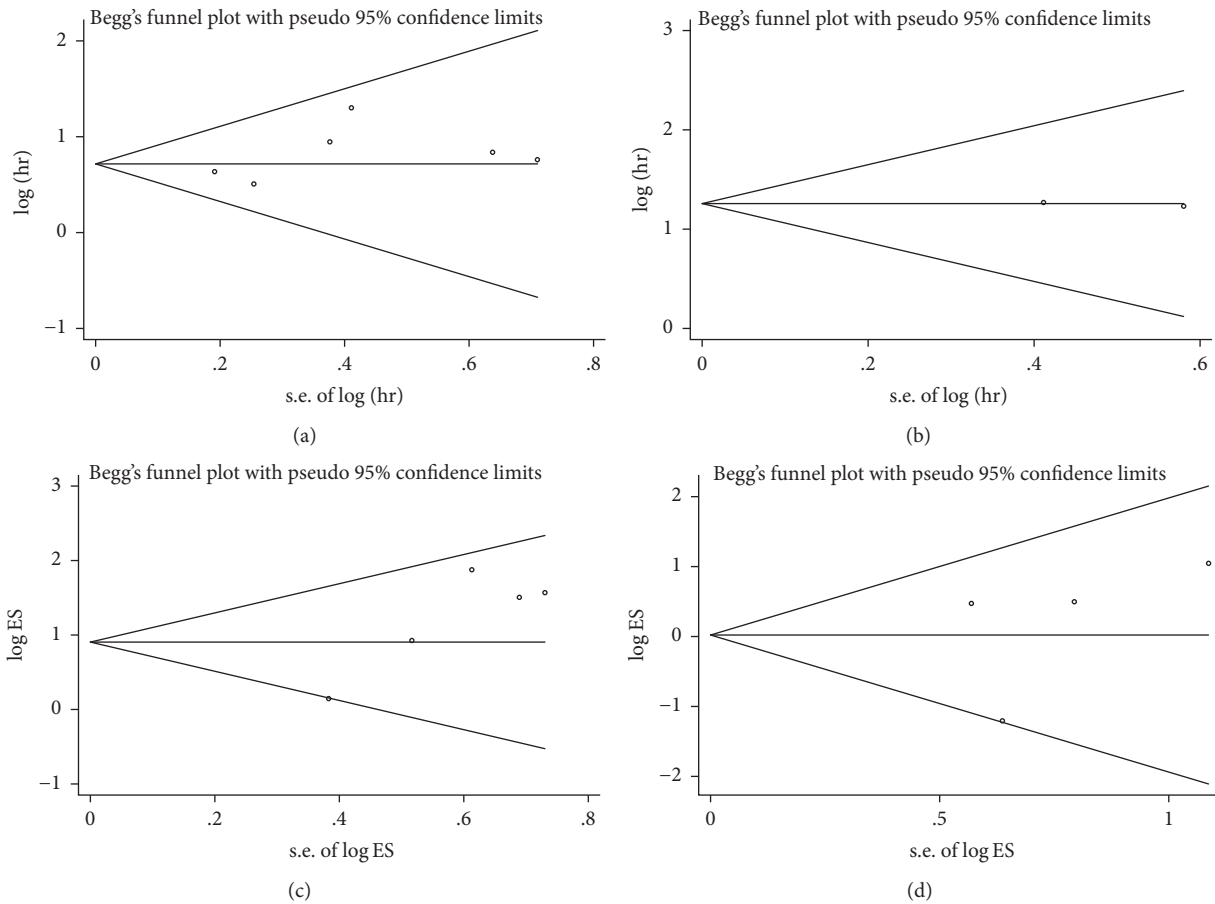 Begg’s funnel plot with pseudo 95% confidence limits
2
1
0
−1
log (hr)
0
.2
.4
.6
.8
s.e. of log (hr)
(a)
Begg’s funnel plot with pseudo 95% confidence limits
3
2
1
0
log (hr)
0
.2
.4
.6
s.e. of log (hr)
(b)
Begg’s funnel plot with pseudo 95% confidence limits
3
2
1
0
−1
log ES
0
.2
.4
.6
.8
s.e. of log ES
(c)
Begg’s funnel plot with pseudo 95% confidence limits
2
1
0
−1
−2
log ES
0
.5
1
s.e. of log ES
(d)